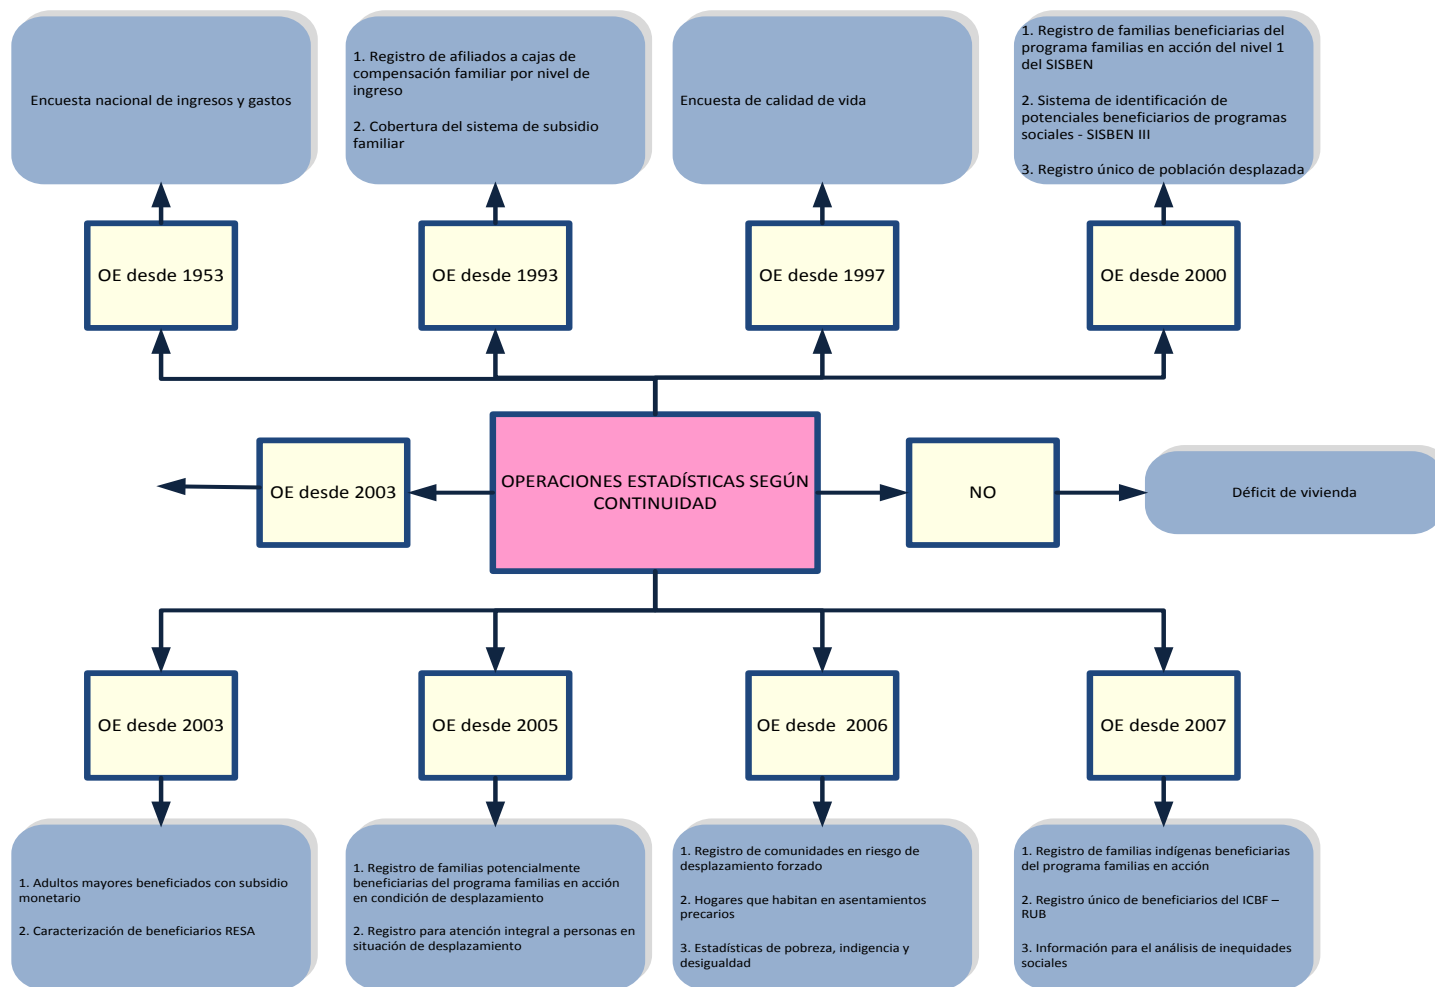 Encuesta nacional de ingresos y gastos
1. Registro de afiliados a cajas de
compensación familiar por nivel de
ingreso
2. Cobertura del sistema de subsidio
familiar
Encuesta de calidad de vida
1. Registro de familias beneficiarias del
programa familias en acción del nivel 1
del SISBEN
2. Sistema de identificación de
potenciales beneficiarios de programas
sociales - SISBEN III
3. Registro único de población desplazada
OE desde 1953
OE desde 1993
OE desde 1997
OE desde 2000
OE desde 2003
OPERACIONES ESTADÍSTICAS SEGÚN
CONTINUIDAD
NO
Déficit de vivienda
OE desde 2003
OE desde 2005
OE desde  2006
OE desde 2007
1. Adultos mayores beneficiados con subsidio
monetario
2. Caracterización de beneficiarios RESA
1. Registro de familias potencialmente
beneficiarias del programa familias en acción
en condición de desplazamiento
2. Registro para atención integral a personas en
situación de desplazamiento
1. Registro de comunidades en riesgo de
desplazamiento forzado
2. Hogares que habitan en asentamientos
precarios
3. Estadísticas de pobreza, indigencia y
desigualdad
1. Registro de familias indígenas beneficiarias
del programa familias en acción
2. Registro único de beneficiarios del ICBF –
RUB
3. Información para el análisis de inequidades
sociales